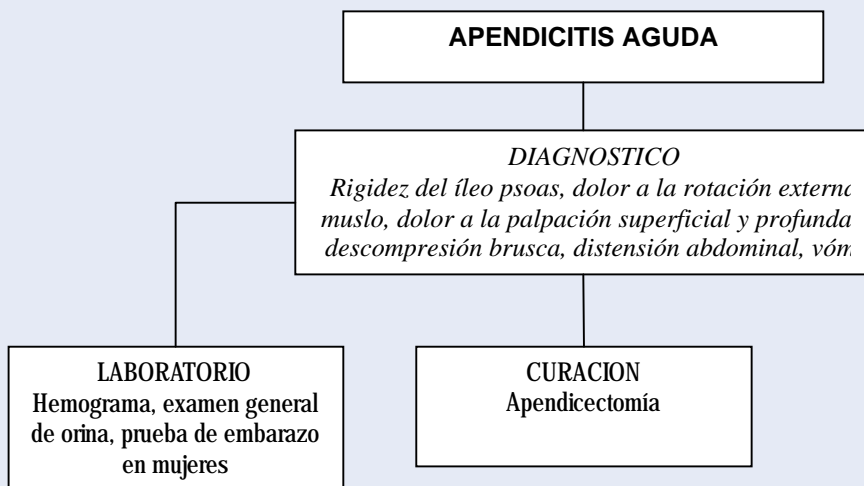 APENDICITIS AGUDA
DIAGNOSTICO
Rigidez del íleo psoas, dolor a la rotación externa
muslo, dolor a la palpación superficial y profunda
descompresión brusca, distensión abdominal,
LABORATORIO
Hemograma, examen general
de orina, prueba de embarazo
en mujeres
CURACION
Apendicectomía